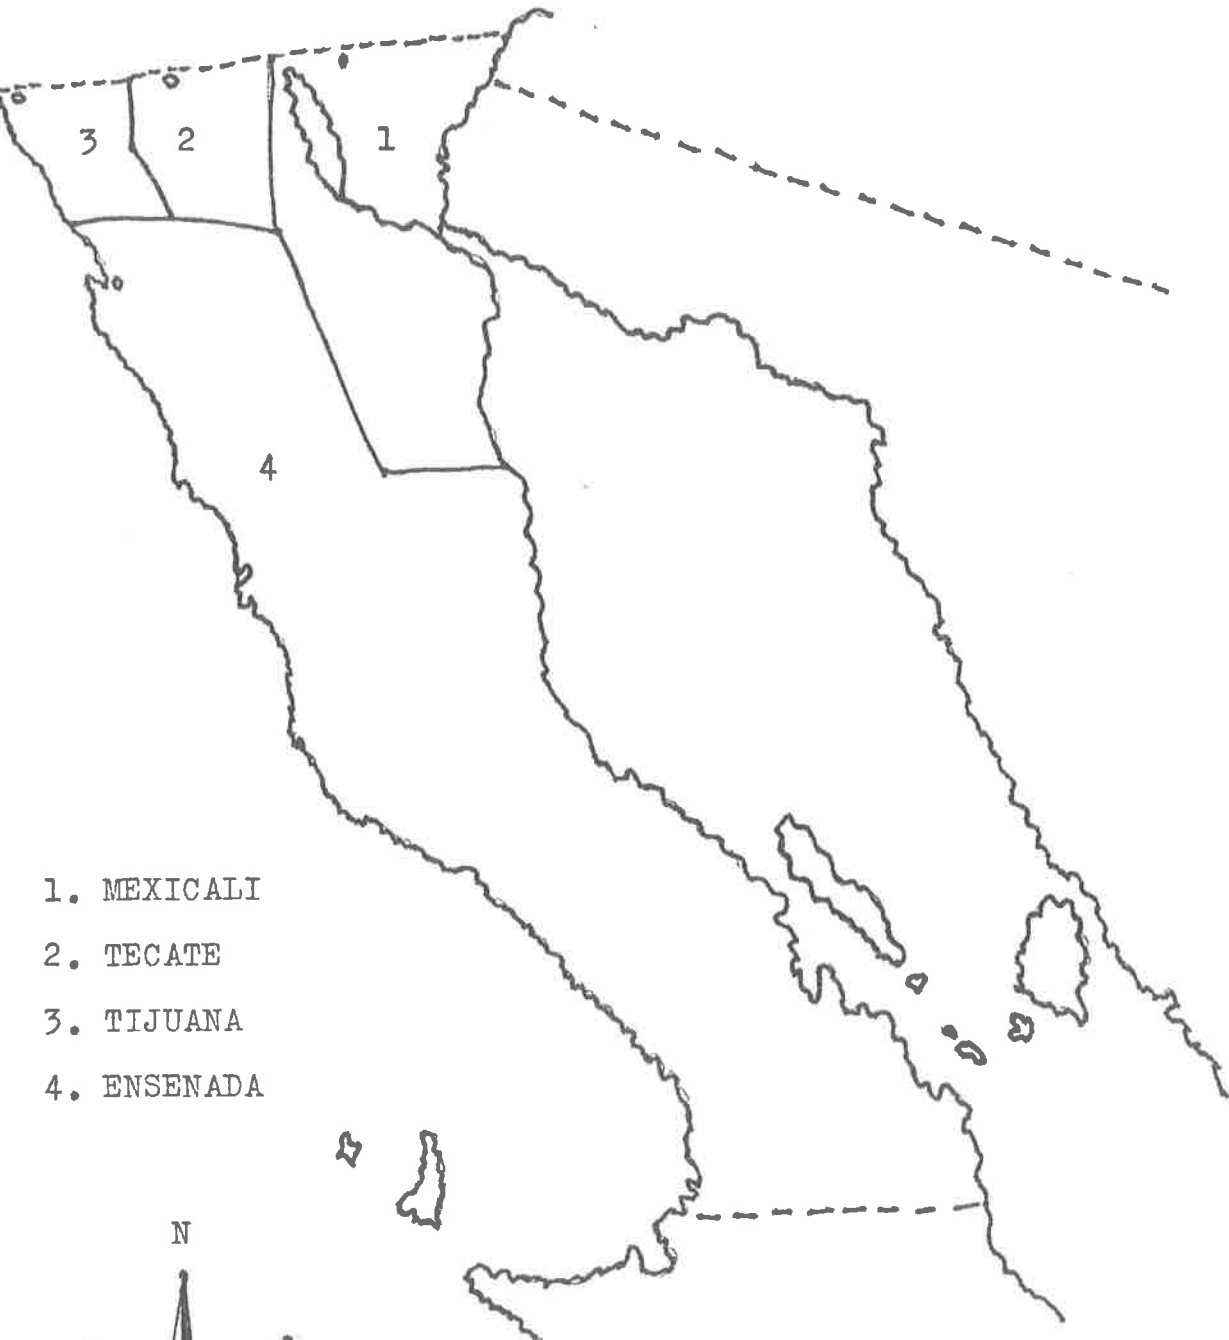 3 2 1
4
1. MEXICALI
2. TECATE
3. TIJUANA
4. ENSENADA
N